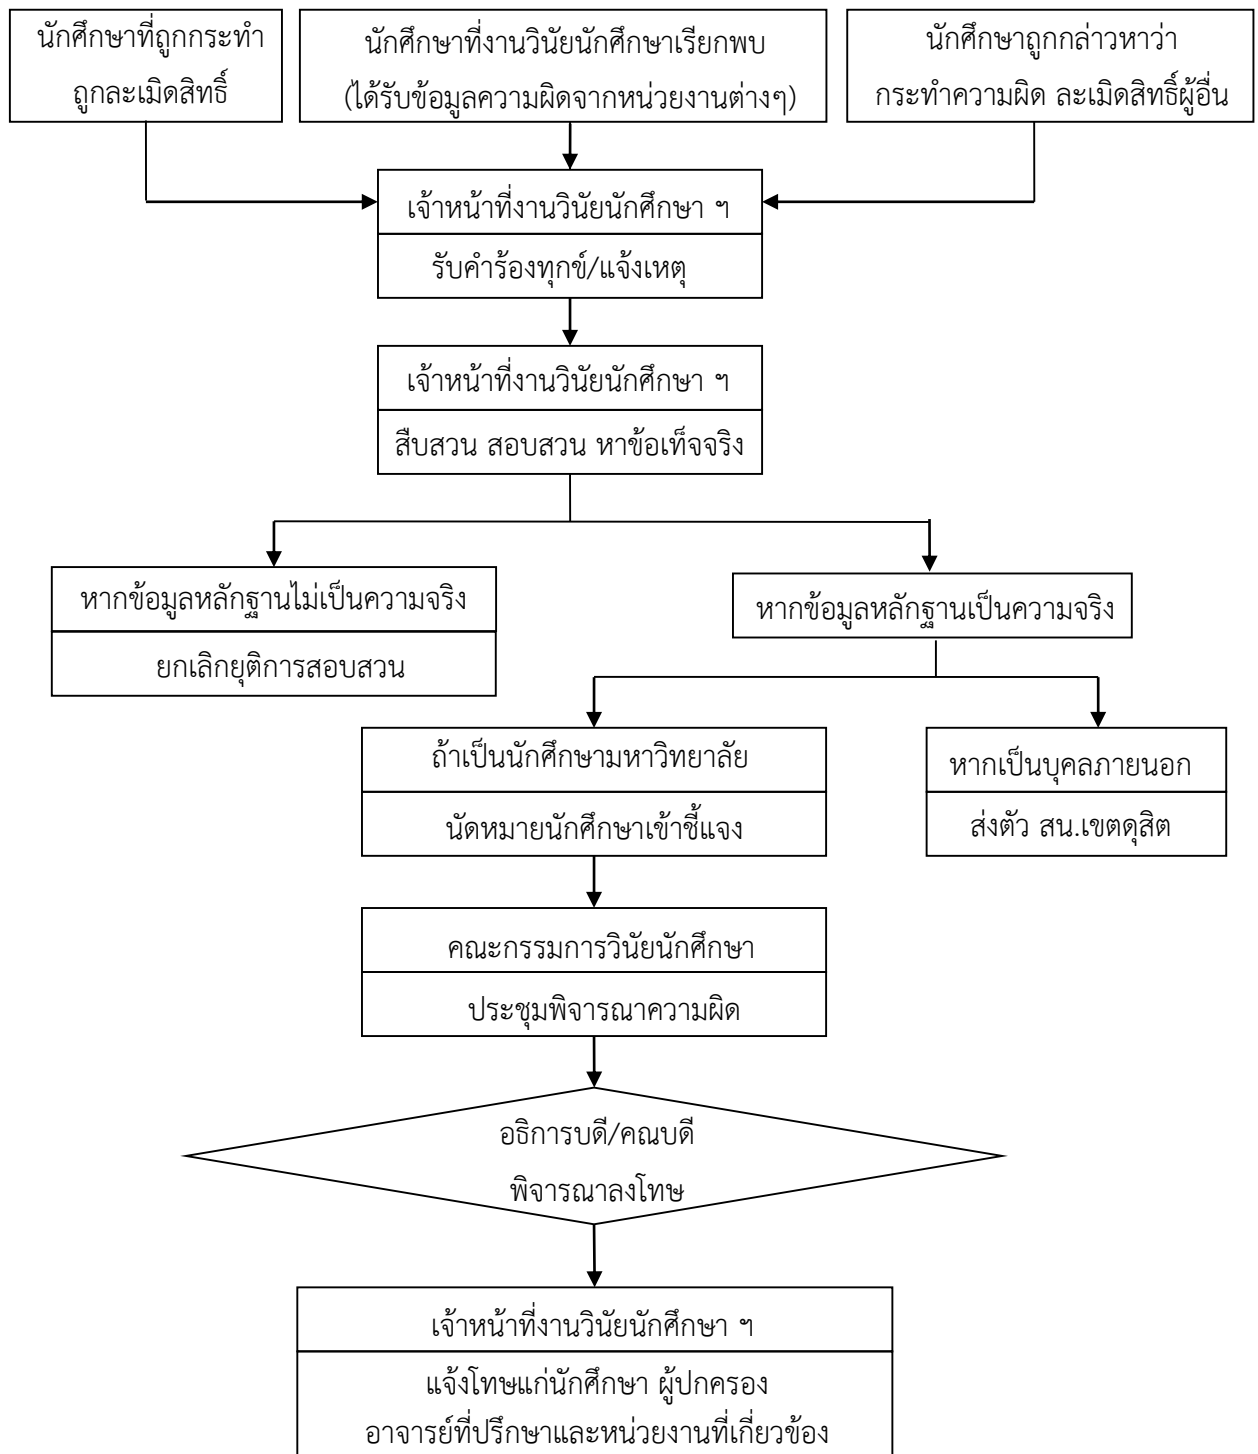 นักศึกษาที่ถูกกระทำ
ถูกละเมิดสิทธิ์
นักศึกษาที่งานวินัยนักศึกษาเรียกพบ
(ได้รับข้อมูลความผิดจากหน่วยงานต่างๆ)
นักศึกษาถูกกล่าวหาว่า
กระทำความผิด ละเมิดสิทธิ์ผู้อื่น
เจ้าหน้าที่งานวินัยนักศึกษา ฯ
รับคำร้องทุกข์/แจ้งเหตุ
เจ้าหน้าที่งานวินัยนักศึกษา ฯ
สืบสวน สอบสวน หาข้อเท็จจริง
หากข้อมูลหลักฐานไม่เป็นความจริง
ยกเลิกยุติการสอบสวน
หากข้อมูลหลักฐานเป็นความจริง
ถ้าเป็นนักศึกษามหาวิทยาลัย
นัดหมายนักศึกษาเข้าชี้แจง
หากเป็นบุคลภายนอก
ส่งตัว สน.เขตดุสิต
คณะกรรมการวินัยนักศึกษา
ประชุมพิจารณาความผิด
อธิการบดี/คณบดี
พิจารณาลงโทษ
เจ้าหน้าที่งานวินัยนักศึกษา ฯ
แจ้งโทษแก่นักศึกษา ผู้ปกครอง
อาจารย์ที่ปรึกษาและหน่วยงานที่เกี่ยวข้อง